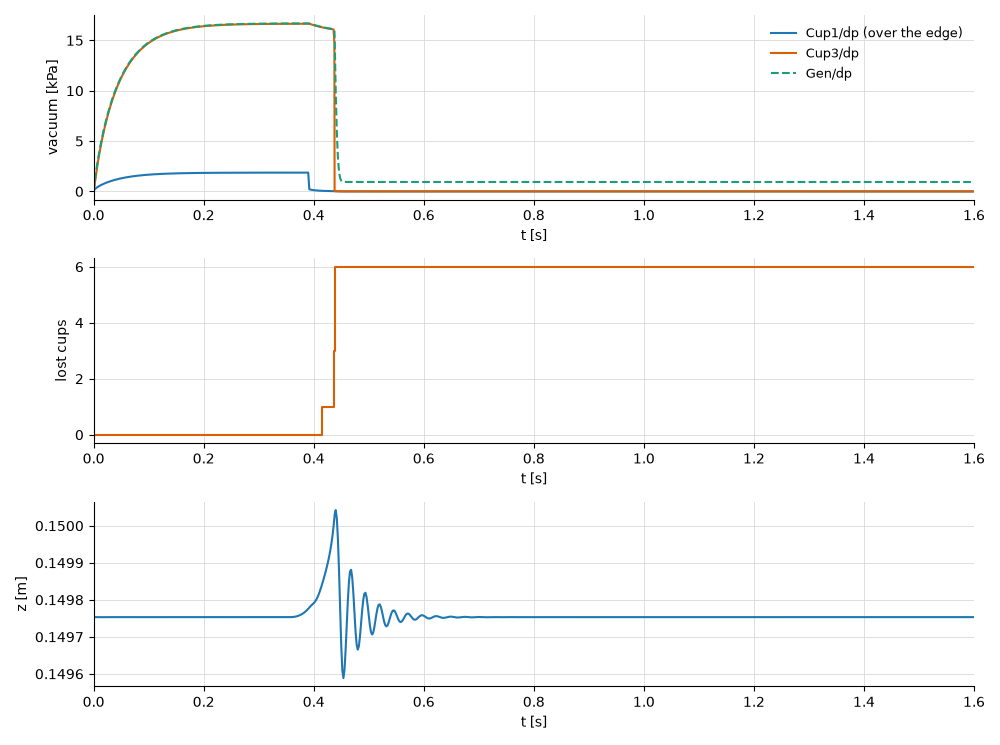 vacuum [kPa]
15
10
5
0
Cup1/dp (over the edge)
Cup3/dp
Gen/dp
0.0 0.2 0.4 0.6 0.8 1.0 1.2 1.4 1.6
t [s]
lost cups
6
4
2
0
0.0 0.2 0.4 0.6 0.8 1.0 1.2 1.4 1.6
t [s]
z [m]
0.1500
0.1499
0.1498
0.1497
0.1496
0.0 0.2 0.4 0.6 0.8 1.0 1.2 1.4 1.6
t [s]